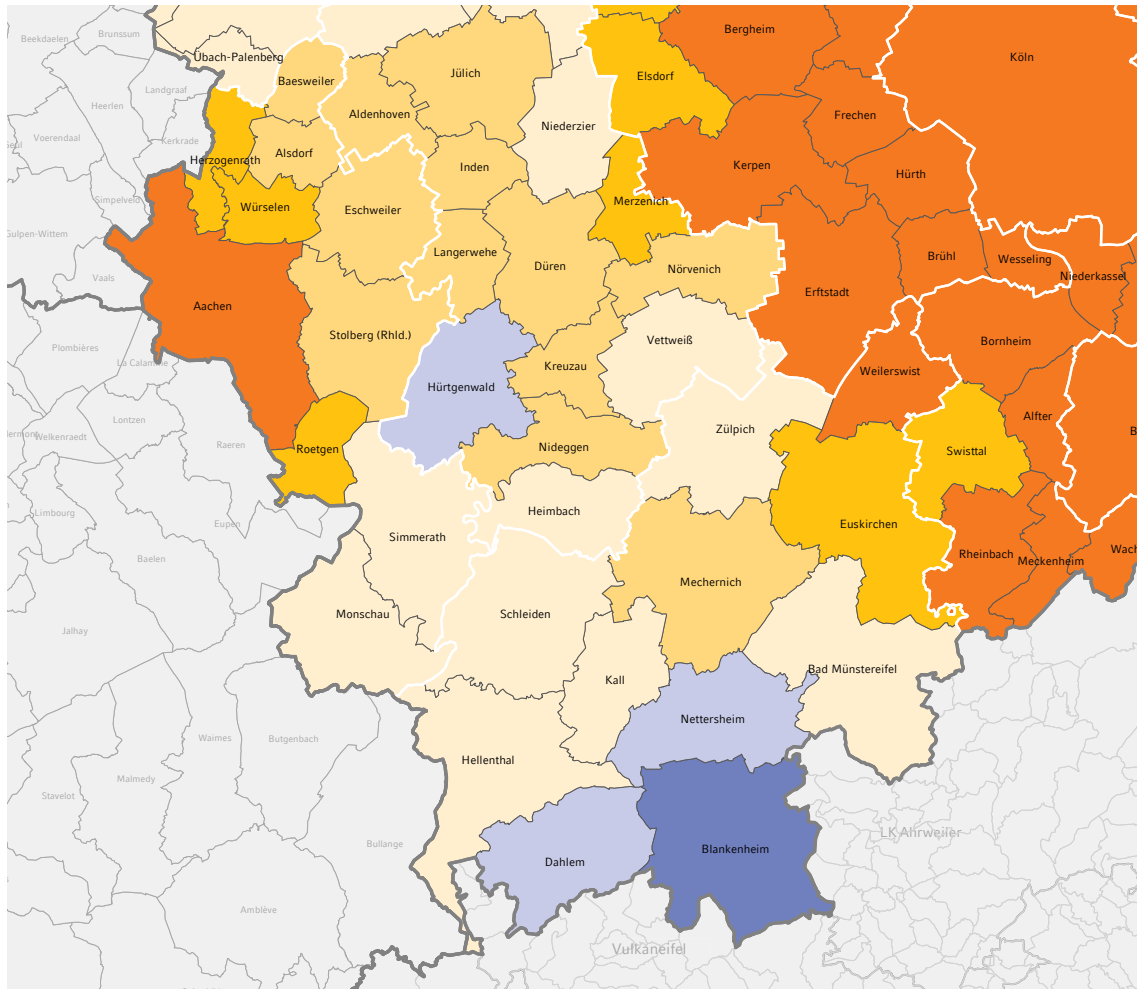 Beekdaelen
Brunssum
Bergheim
Köln
Übach-Palenberg
Jülich
Elsdorf
Baesweiler
Landgraaf
Heerlen
Aldenhoven
Frechen
Niederzier
Voerendaal
Kerkrade
Alsdorf
Herzogenrath
Inden
Kerpen
Hürth
Simpelveld
Würselen
Eschweiler
Merzenich
Gulpen-Wittem
Langerwehe
Düren
Nörvenich
Brühl
Wesseling
Niederkassel
Vaals
Aachen
Erftstadt
Stolberg (Rhld.)
Vettweiß
Bornheim
Plombières
La Calamine
Kreuzau
Weilerswist
Hürtgenwald
Lontzen
Alfter
Welkenraedt
Raeren
Zülpich
B
Roetgen
Nideggen
Swisttal
Limbourg
Heimbach
Eupen
Euskirchen
Simmerath
Baelen
Rheinbach
Wach
Meckenheim
Mechernich
Monschau
Schleiden
Jalhay
Bad Münstereifel
Kall
Nettersheim
Waimes
Butgenbach
Hellenthal
Malmedy
Stavelot
LK Ahrweiler
Bullange
Blankenheim
Dahlem
Amblève
Vulkaneifel